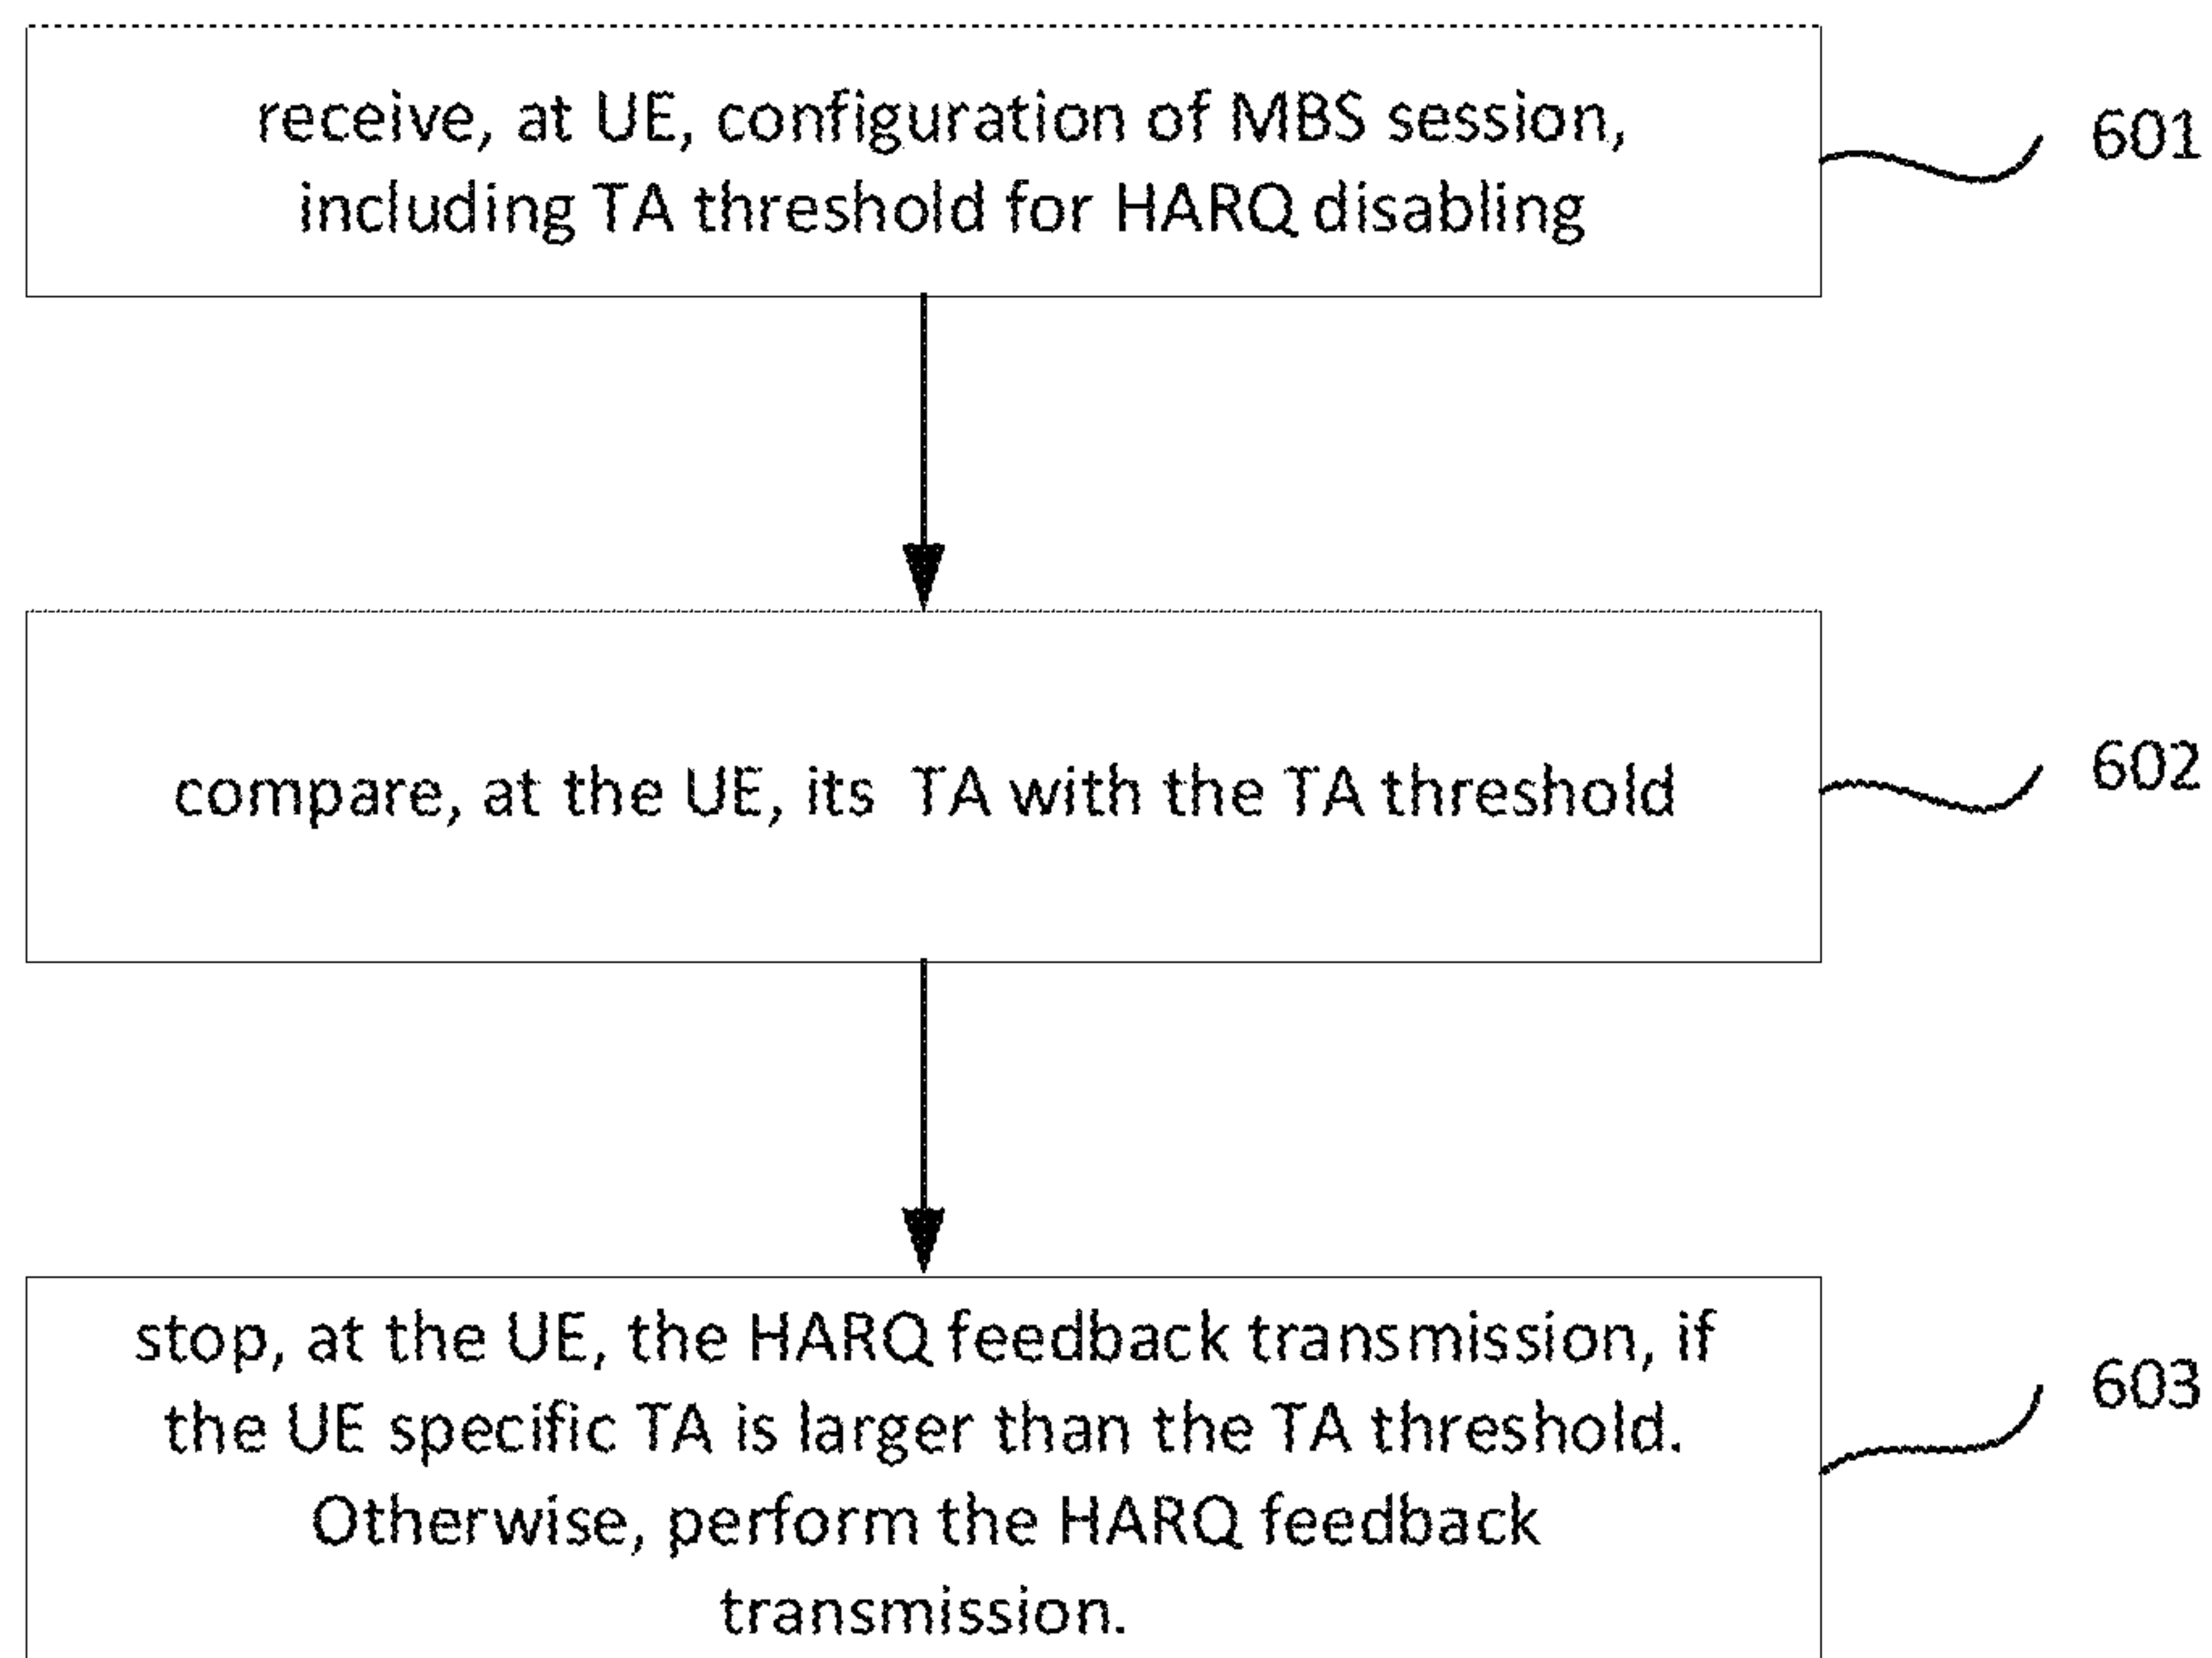 receive, at UE, configuration of MBS session,
including TA threshold for HARQ disabling
601
compare, at the UE, its TA with the TA threshold
602
stop, at the UE, the HARQ feedback transmission, if
the UE specific TA is larger than the TA threshold.
Otherwise, perform the HARQ feedback
transmission.
603